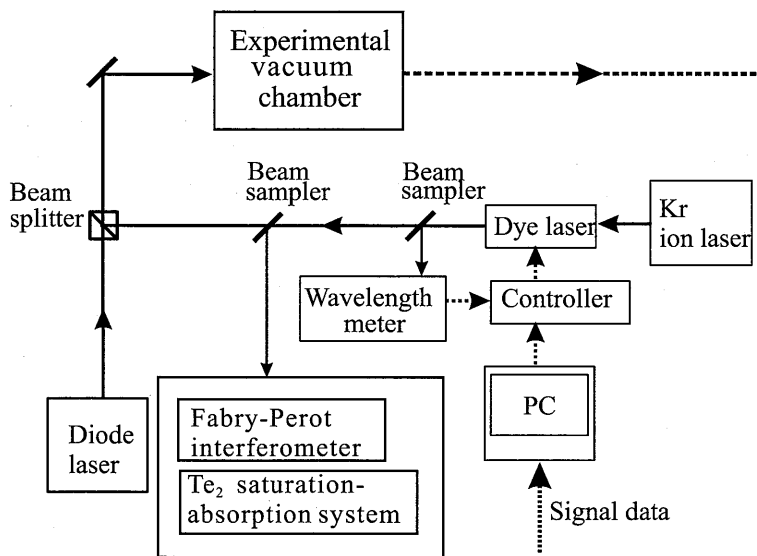 Experimental
vacuum
chamber
Beam
splitter
Beam
sampler
Beam
sampler
Dye laser
Kr
ion laser
Wavelength
meter
Controller
PC
Diode
laser
Fabry-Perot
interferometer
Te₂ saturation-
absorption system
Signal data